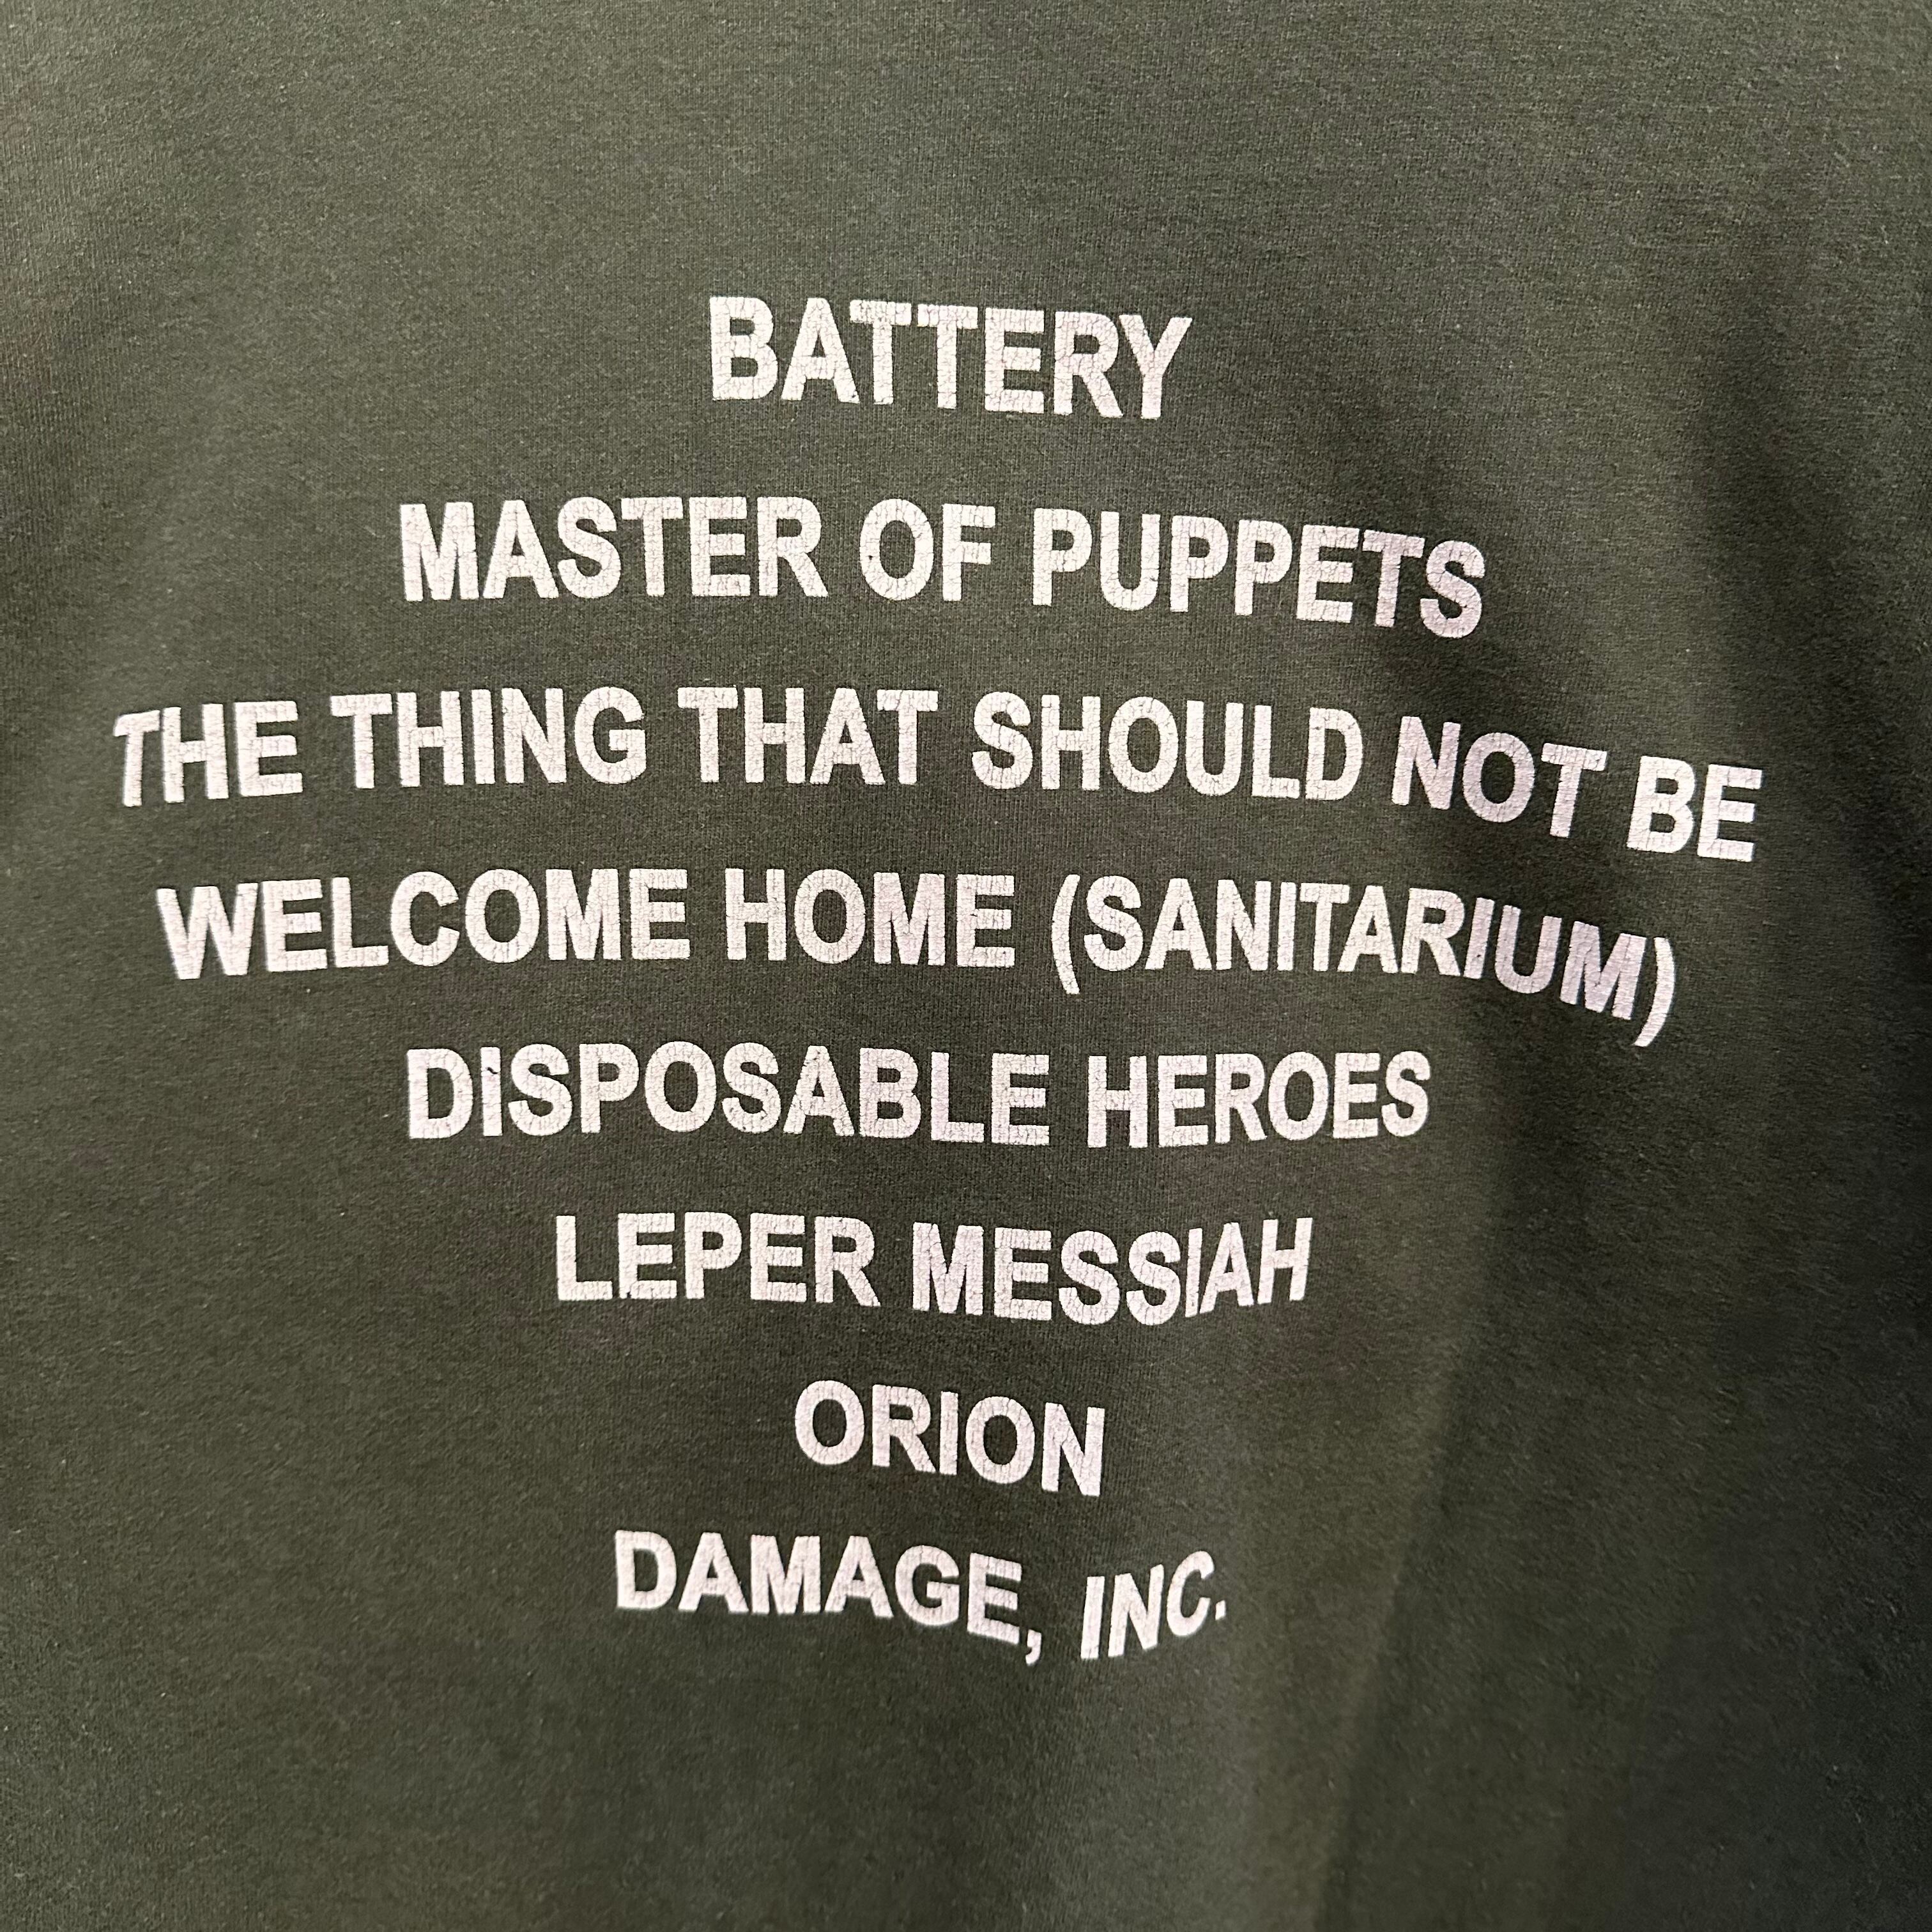 BATTERY
MASTER OF PUPPETS
THE THING THAT SHOULD NOT BE
WELCOME HOME (SANITARIUM)
DISPOSABLE HEROES
LEPER MESSIAH
ORION
DAMAGE, INC.